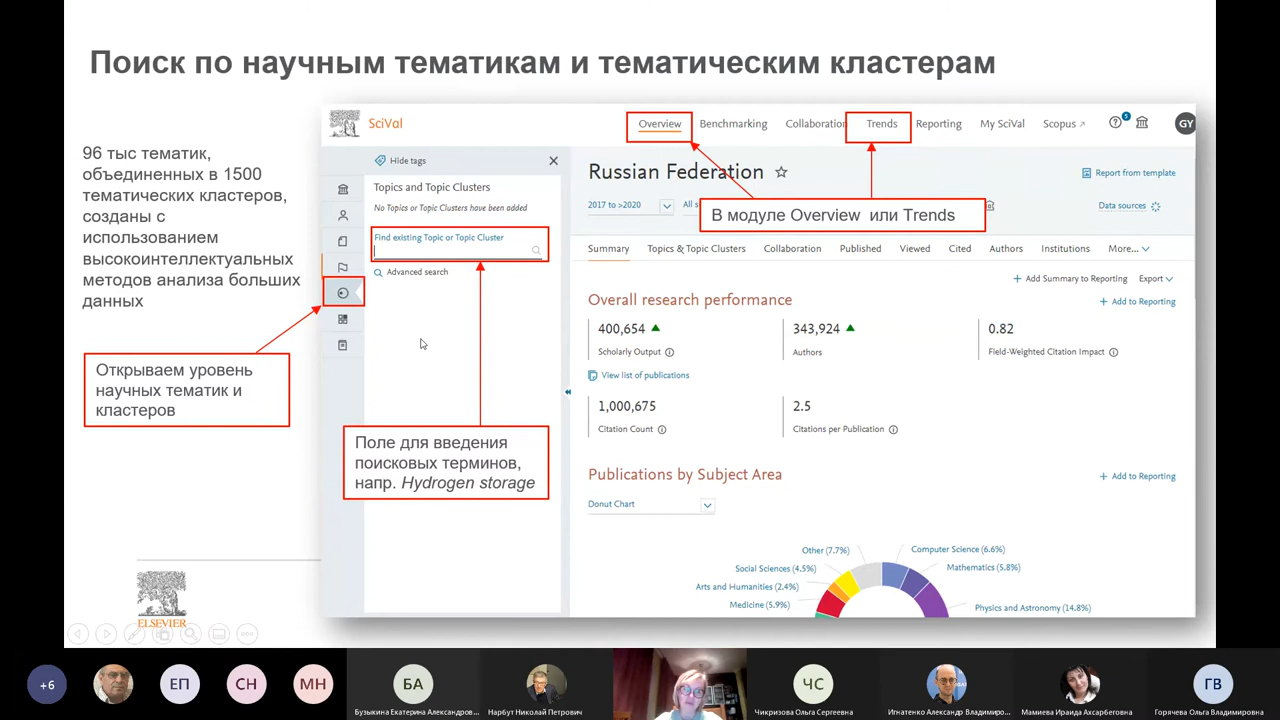 Поиск по научным тематикам и тематическим кластерам
96 тыс тематик,
объединенных в 1500
тематических кластеров,
созданы с
использованием
высокоинтеллектуальных
методов анализа больших
данных
Открываем уровень
научных тематик и
кластеров
SciVal
Overview
Benchmarking
Collaboration
Trends
Reporting
My SciVal
Scopus
GY
Hide tags
Topics and Topic Clusters
No Topics or Topic Clusters have been added
Find existing Topic or Topic Cluster
Advanced search
Поле для введения
поисковых терминов,
напр. Hydrogen storage
Russian Federation
Report from template
2017 to >2020
All s
В модуле Overview или Trends
Data sources
Summary
Topics & Topic Clusters
Collaboration
Published
Viewed
Cited
Authors
Institutions
More...
+ Add Summary to Reporting
Export
Overall research performance
+ Add to Reporting
400,654
343,924
0.82
Scholarly Output
Authors
Field-Weighted Citation Impact
View list of publications
1,000,675
2.5
Citation Count
Citations per Publication
Publications by Subject Area
+ Add to Reporting
Donut Chart
Other (7.7%)
Computer Science (6.6%)
Social Sciences (4.5%)
Mathematics (5.8%)
Arts and Humanities (2.4%)
Medicine (5.9%)
Physics and Astronomy (14.8%)
ELSEVIER
+6
ЕП
СН
МН
БА
ЧС
ГВ
Бузыкина Екатерина Александров...
Нарбут Николай Петрович
Чикризова Ольга Сергеевна
Игнатенко Александр Владимиро...
Мамиева Ираида Ахсарбеговна
Горячева Ольга Владимировна